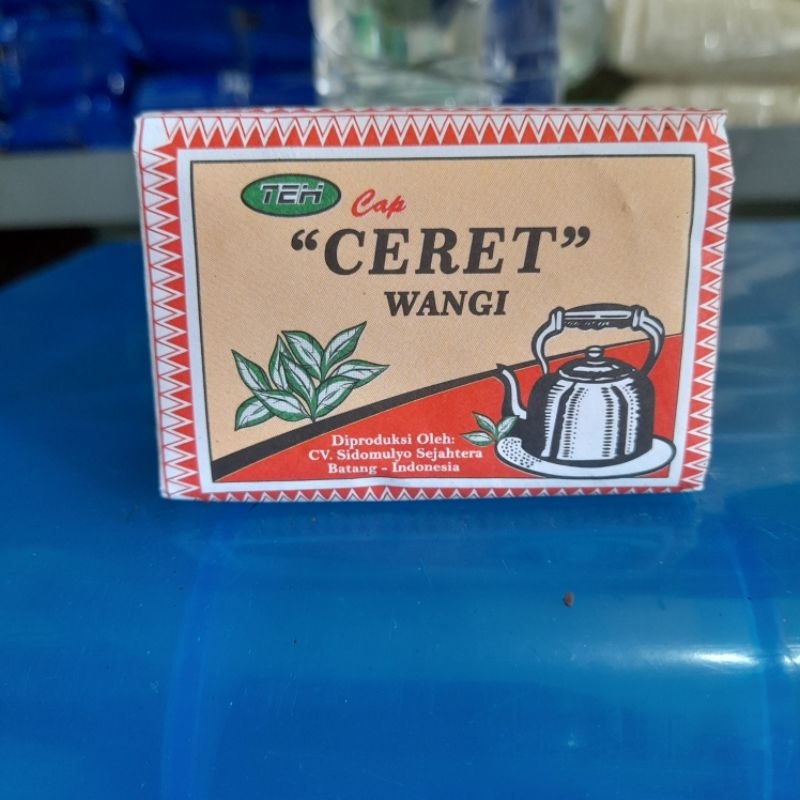 TEH Cap
“CERET”
WANGI
Diproduksi Oleh:
CV. Sidomulyo Sejahtera
Batang - Indonesia